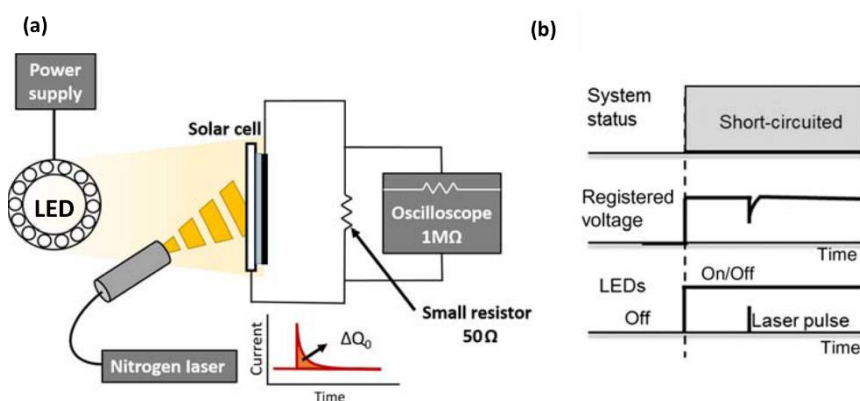 (a)
Power
supply
LED
Solar cell
Oscilloscope
1MΩ
Small resistor
50Ω
Nitrogen laser
Current
ΔQ0
Time
(b)
System
status
Short-circuited
Registered
voltage
Time
LEDs
On/Off
Off
Laser pulse
Time